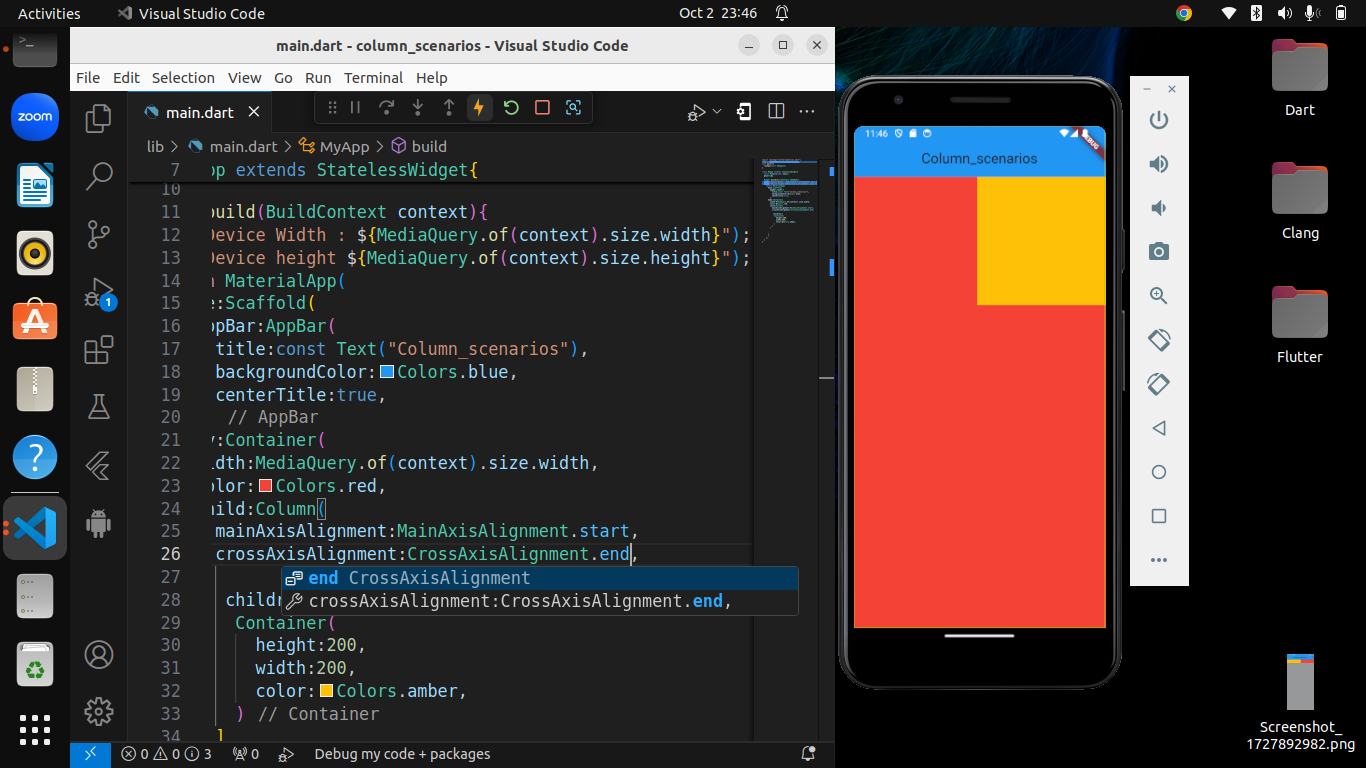 Activities
Visual Studio Code
Oct 2 23:46
main.dart - column_scenarios - Visual Studio Code
File Edit Selection View Go Run Terminal Help
zoom
main.dart
lib > main.dart > MyApp > build
7 pp extends StatelessWidget{
10
11 build(BuildContext context){
12 Device Width : ${MediaQuery.of(context).size.width}");
13 Device height ${MediaQuery.of(context).size.height}");
14 n MaterialApp(
15 e:Scaffold(
16 ppBar:AppBar(
17 title:const Text("Column_scenarios"),
18 backgroundColor:Colors.blue,
19 centerTitle:true,
20 // AppBar
21 y:Container(
22 idth:MediaQuery.of(context).size.width,
23 olor:Colors.red,
24 hild:Column(
25 mainAxisAlignment:MainAxisAlignment.start,
26 crossAxisAlignment:CrossAxisAlignment.end,
27
end CrossAxisAlignment
28 childr
crossAxisAlignment:CrossAxisAlignment.end,
29 Container(
30 height:200,
31 width:200,
32 color:Colors.amber,
33 ) // Container
34 ]
1
0 0 3 0 Debug my code + packages
11:46
DEBUG
Column_scenarios
Dart
Clang
Flutter
Screenshot_
1727892982.png